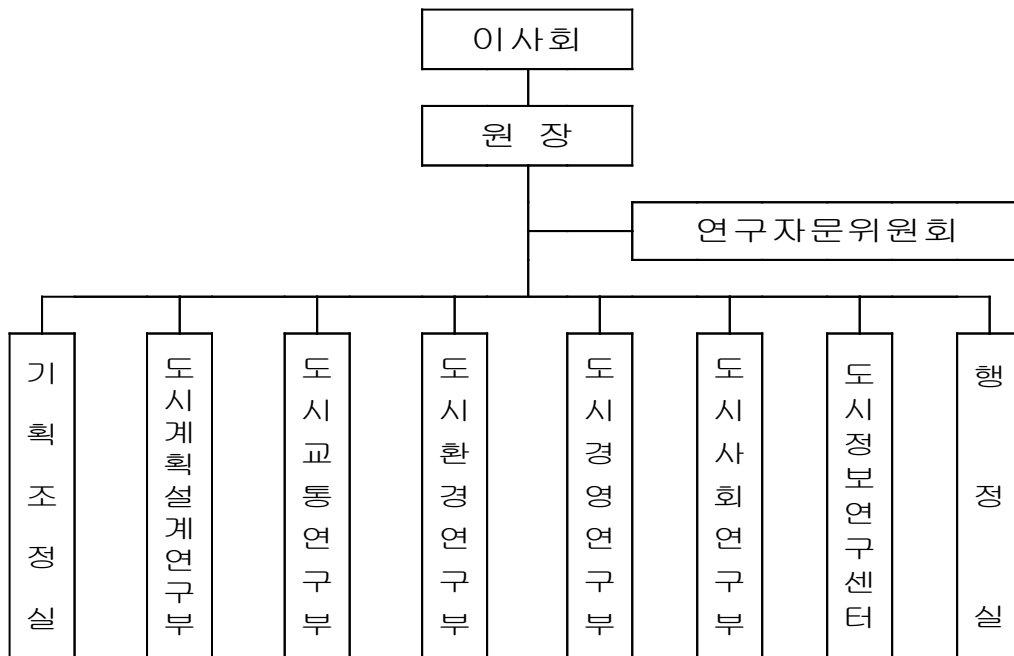 이사회
원 장
연구자문위원회
기획조정실
도시계획설계연구부
도시교통연구부
도시환경연구부
도시경영연구부
도시사회연구부
도시정보연구센터
행정실